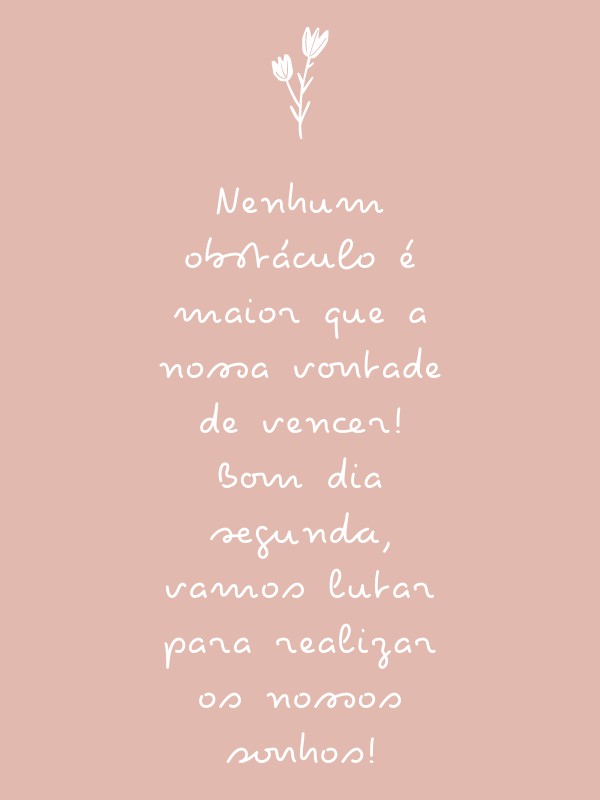 Nenhum
obstáculo é
maior que a
nossa vontade
de vencer!
Bom dia
segunda,
vamos lutar
para realizar
os nossos
sonhos!